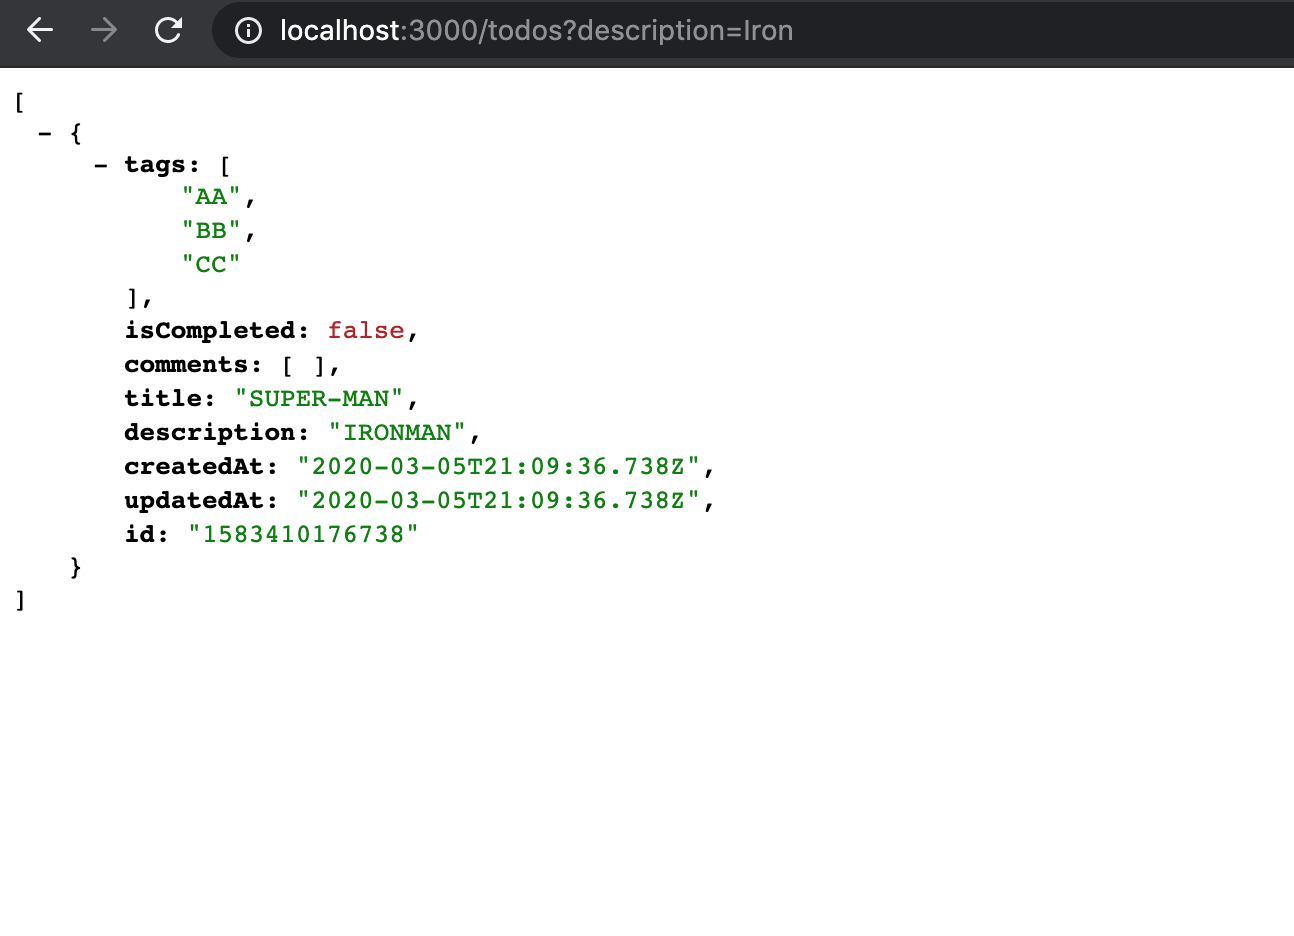 localhost:3000/todos?description=Iron
[
- {
- tags: [
"AA",
"BB",
"CC"
],
isCompleted: false,
comments: [ ],
title: "SUPER-MAN",
description: "IRONMAN",
createdAt: "2020-03-05T21:09:36.738Z",
updatedAt: "2020-03-05T21:09:36.738Z",
id: "1583410176738"
}
]